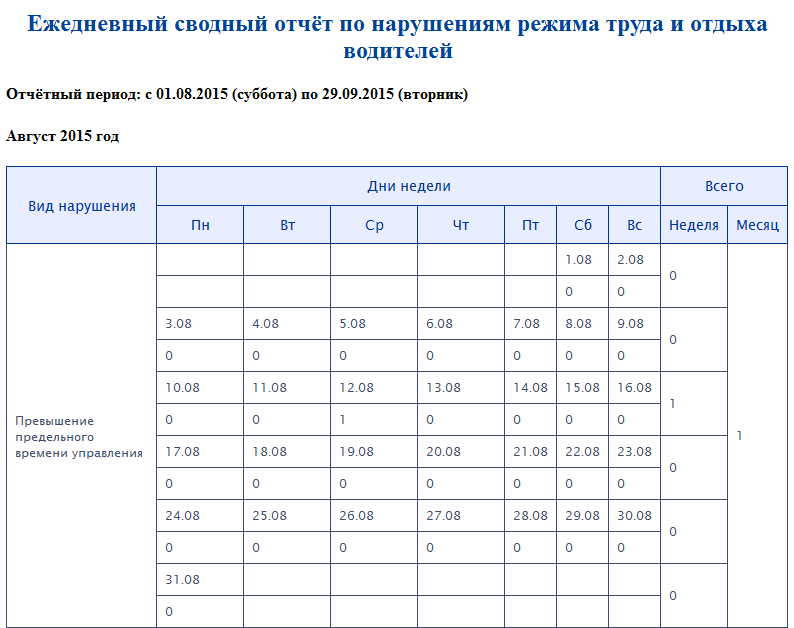 Ежедневный сводный отчёт по нарушениям режима труда и отдыха
водителей
Отчётный период: с 01.08.2015 (суббота) по 29.09.2015 (вторник)
Август 2015 год
Вид нарушения Дни недели Всего
Пн Вт Ср Чт Пт Сб Вс Неделя Месяц
1.08 2.08
0 0
0
3.08 4.08 5.08 6.08 7.08 8.08 9.08
0 0 0 0 0 0 0
0
10.08 11.08 12.08 13.08 14.08 15.08 16.08
0 0 1 0 0 0 0
1
Превышение
предельного
времени управления
17.08 18.08 19.08 20.08 21.08 22.08 23.08
0 0 0 0 0 0 0
0
1
24.08 25.08 26.08 27.08 28.08 29.08 30.08
0 0 0 0 0 0 0
0
31.08
0
0